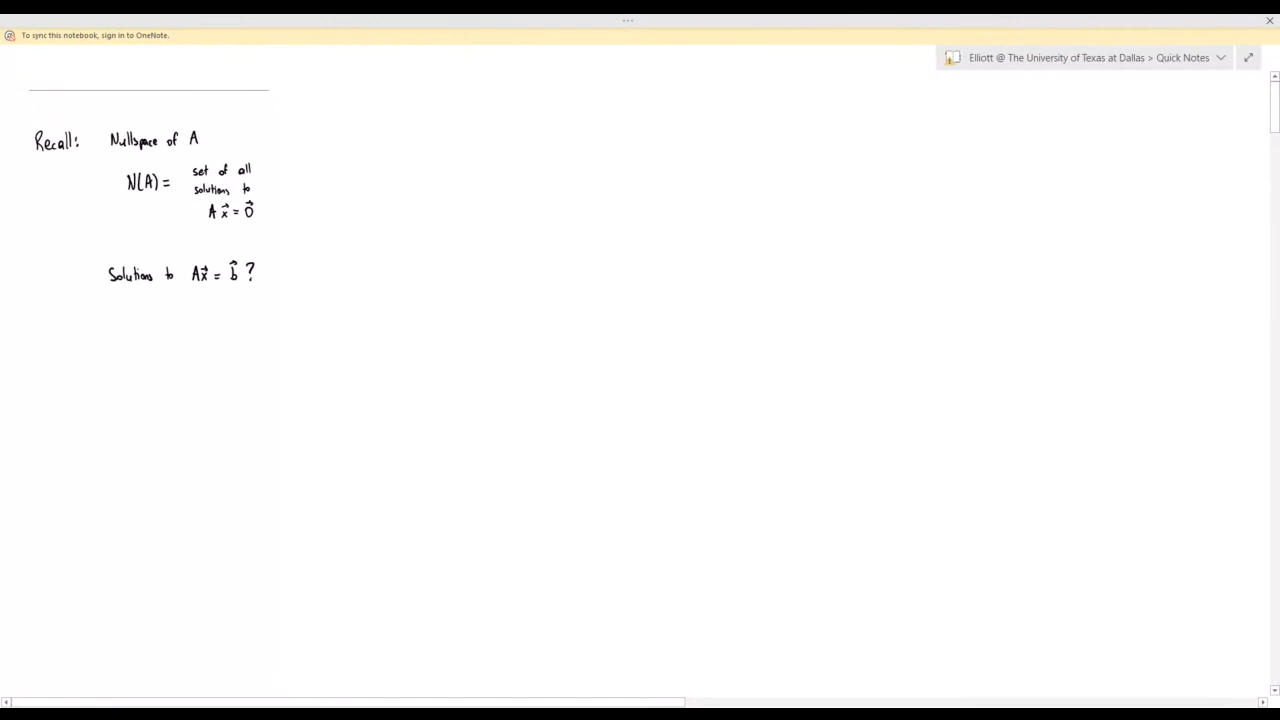 To sync this notebook, sign in to OneNote.
Elliott @ The University of Texas at Dallas > Quick Notes
Recall: Nullspace of A
N(A) = set of all
solutions to
A x⃗ = 0⃗
Solutions to Ax⃗ = b⃗ ?